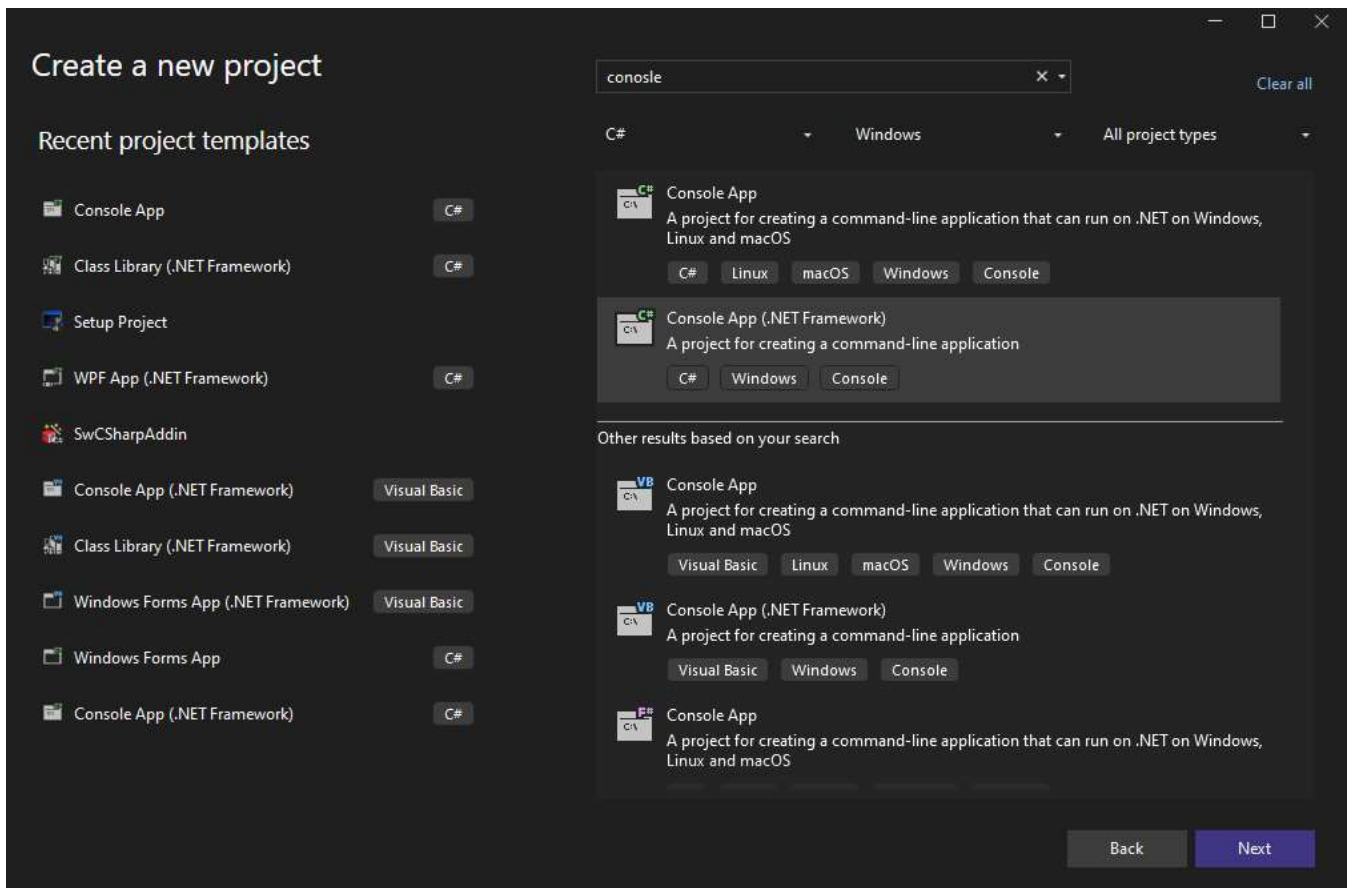 Create a new project
conosle
Clear all
Recent project templates
C#
Windows
All project types
Console App
C#
Class Library (.NET Framework)
C#
Setup Project
WPF App (.NET Framework)
C#
SwCSharpAddin
Console App (.NET Framework)
Visual Basic
Class Library (.NET Framework)
Visual Basic
Windows Forms App (.NET Framework)
Visual Basic
Windows Forms App
C#
Console App (.NET Framework)
C#
C#
C:\
Console App
A project for creating a command-line application that can run on .NET on Windows,
Linux and macOS
C# Linux macOS Windows Console
C#
C:\
Console App (.NET Framework)
A project for creating a command-line application
C# Windows Console
Other results based on your search
VB
C:\
Console App
A project for creating a command-line application that can run on .NET on Windows,
Linux and macOS
Visual Basic Linux macOS Windows Console
VB
C:\
Console App (.NET Framework)
A project for creating a command-line application
Visual Basic Windows Console
F#
C:\
Console App
A project for creating a command-line application that can run on .NET on Windows,
Linux and macOS
Back
Next